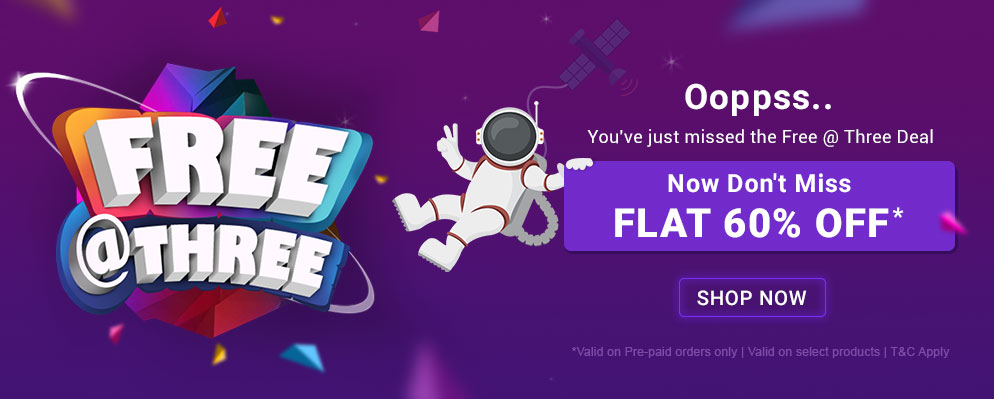 FREE
@THREE
Ooppss..
You've just missed the Free @ Three Deal
Now Don't Miss
FLAT 60% OFF*
SHOP NOW
*Valid on Pre-paid orders only | Valid on select products | T&C Apply